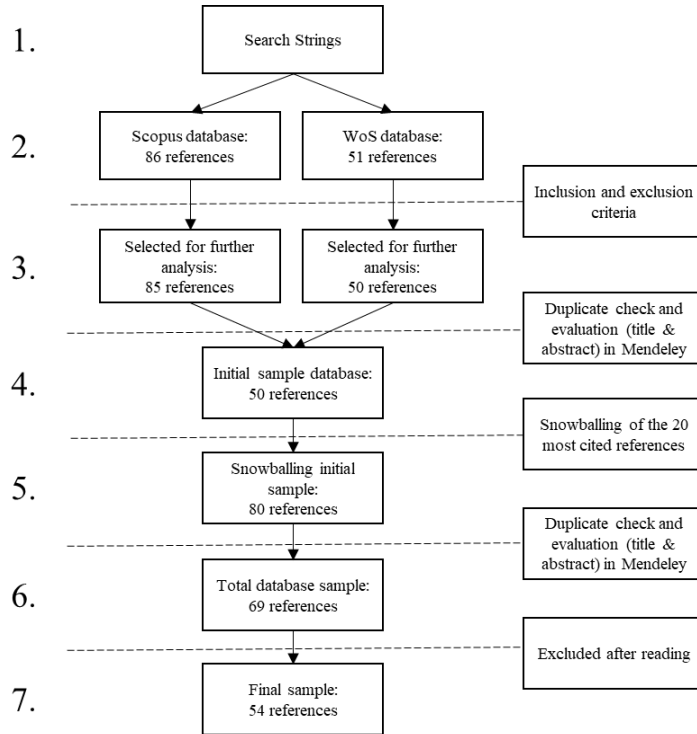 1.
Search Strings
2.
Scopus database:
86 references
WoS database:
51 references
Inclusion and exclusion
criteria
3.
Selected for further
analysis:
85 references
Selected for further
analysis:
50 references
Duplicate check and
evaluation (title &
abstract) in Mendeley
4.
Initial sample database:
50 references
Snowballing of the 20
most cited references
5.
Snowballing initial
sample:
80 references
Duplicate check and
evaluation (title &
abstract) in Mendeley
6.
Total database sample:
69 references
Excluded after reading
7.
Final sample:
54 references